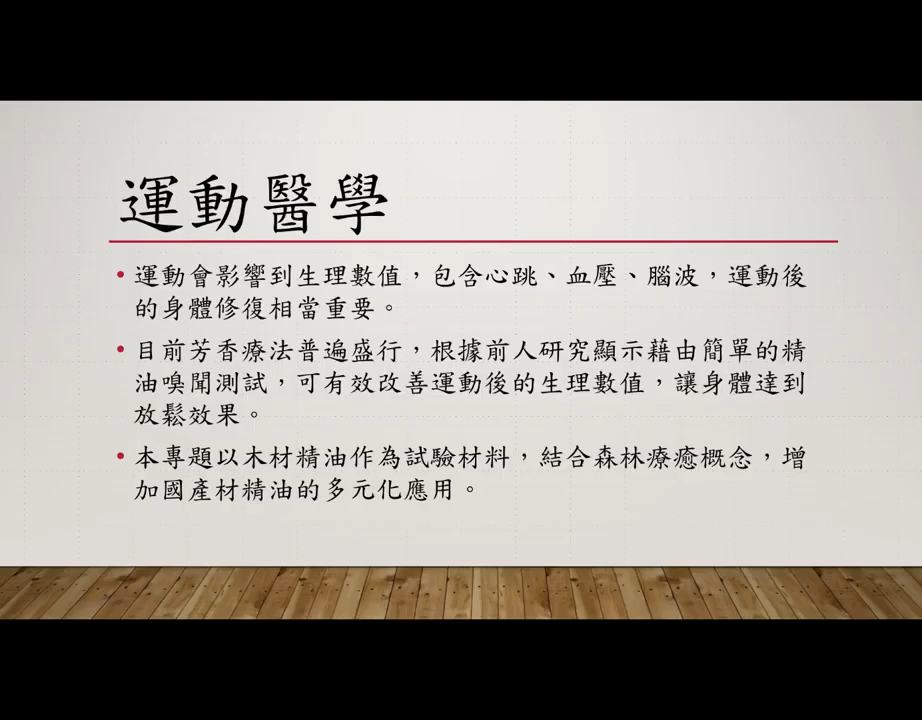 運動醫學
• 運動會影響到生理數值，包含心跳、血壓、腦波，運動後
的身體修復相當重要。
• 目前芳香療法普遍盛行，根據前人研究顯示藉由簡單的精
油嗅聞測試，可有效改善運動後的生理數值，讓身體達到
放鬆效果。
• 本專題以木材精油作為試驗材料，結合森林療癒概念，增
加國產材精油的多元化應用。